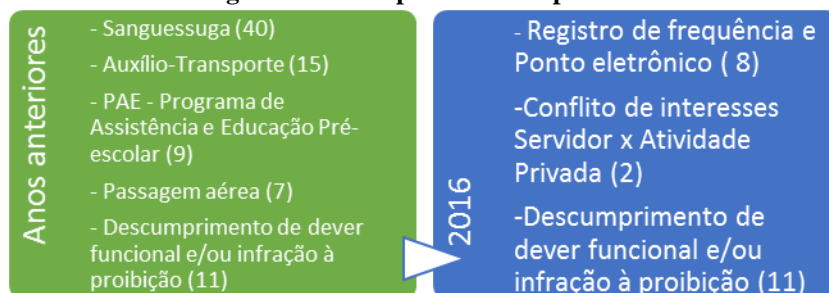 Anos anteriores
- Sanguessuga (40)
- Auxílio-Transporte (15)
- PAE - Programa de
Assistência e Educação Pré-
escolar (9)
- Passagem aérea (7)
- Descumprimento de dever
funcional e/ou infração à
proibição (11)
2016
- Registro de frequência e
Ponto eletrônico ( 8)
-Conflito de interesses
Servidor x Atividade
Privada (2)
-Descumprimento de
dever funcional e/ou
infração à proibição (11)